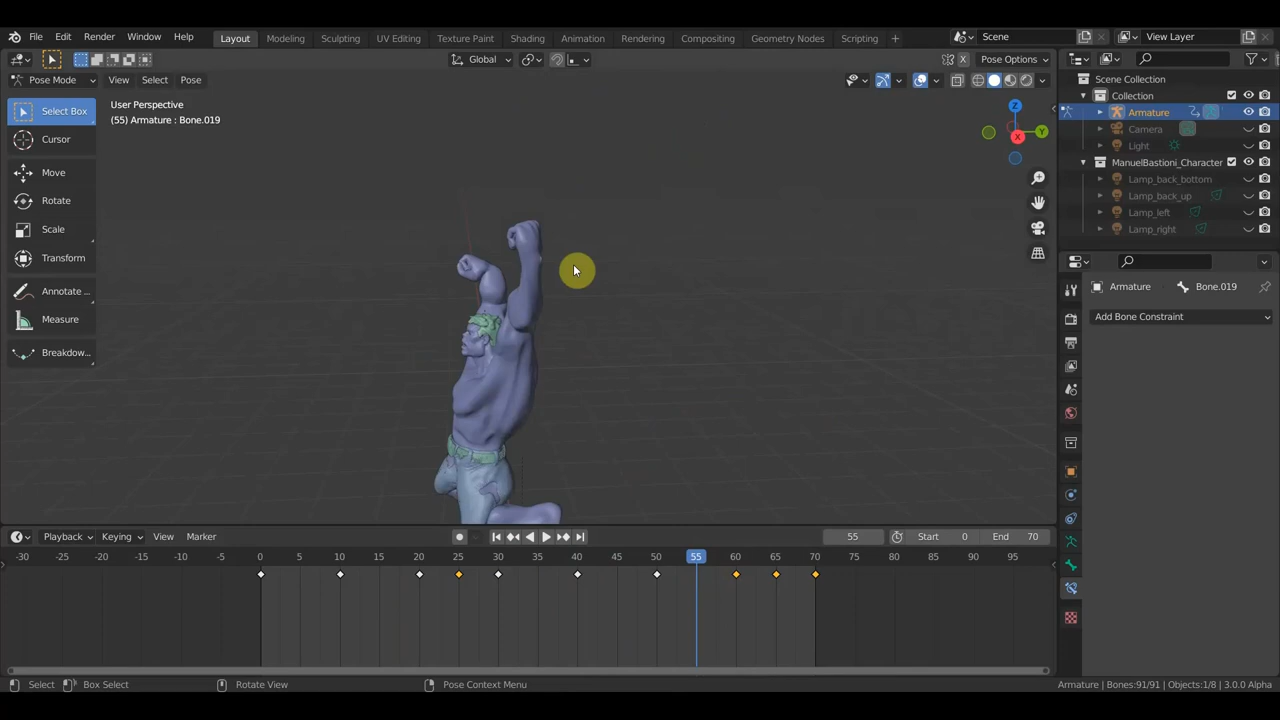 File Edit Render Window Help Layout Modeling Sculpting UV Editing Texture Paint Shading Animation Rendering Compositing Geometry Nodes Scripting + Scene View Layer
Global X Pose Options
Pose Mode View Select Pose
Scene Collection
Collection
Armature
Camera
Light
ManuelBastioni_Character
Lamp_back_bottom
Lamp_back_up
Lamp_left
Lamp_right
Select Box
Cursor
Move
Rotate
Scale
Transform
Annotate ...
Measure
Breakdow...
User Perspective
(55) Armature : Bone.019
Z
Y
X
Armature Bone.019
Add Bone Constraint
Playback Keying View Marker 55 Start 0 End 70
-30 -25 -20 -15 -10 -5 0 5 10 15 20 25 30 35 40 45 50 55 60 65 70 75 80 85 90 95
Select Box Select Rotate View Pose Context Menu Armature | Bones:91/91 | Objects:1/8 | 3.0.0 Alpha